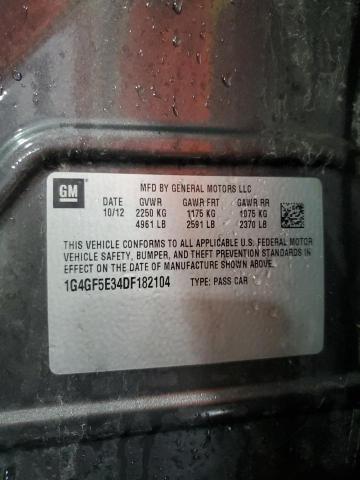 GM
MFD BY GENERAL MOTORS LLC
DATE GVWR GAWR FRT GAWR RR
10/12 2250 KG 1175 KG 1075 KG
4961 LB 2591 LB 2370 LB
THIS VEHICLE CONFORMS TO ALL APPLICABLE U.S. FEDERAL MOTOR
VEHICLE SAFETY, BUMPER, AND THEFT PREVENTION STANDARDS IN
EFFECT ON THE DATE OF MANUFACTURE SHOWN ABOVE.
1G4GF5E34DF182104 TYPE: PASS CAR